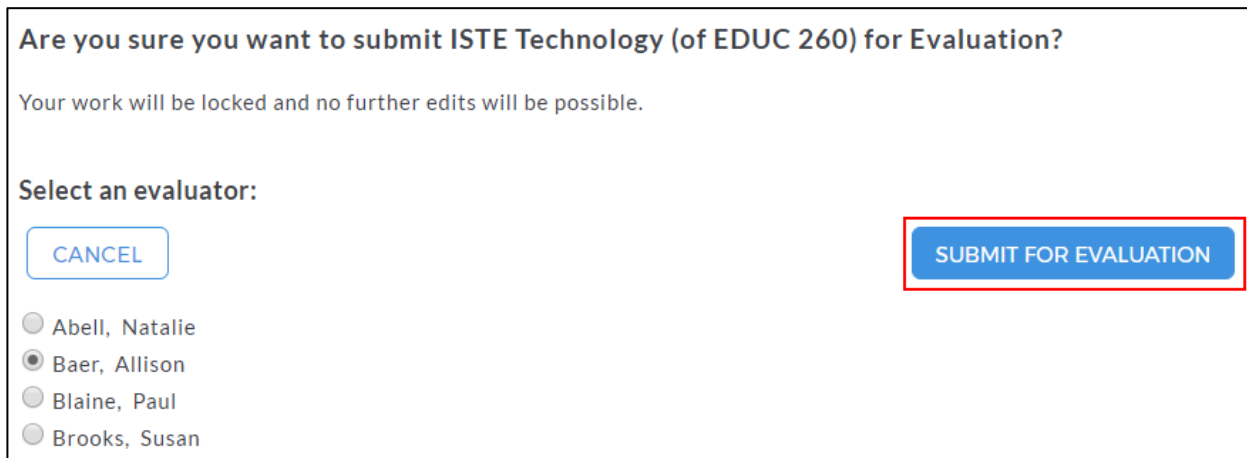 Are you sure you want to submit ISTE Technology (of EDUC 260) for Evaluation?
Your work will be locked and no further edits will be possible.
Select an evaluator:
CANCEL
SUBMIT FOR EVALUATION
Abell, Natalie
Baer, Allison
Blaine, Paul
Brooks, Susan